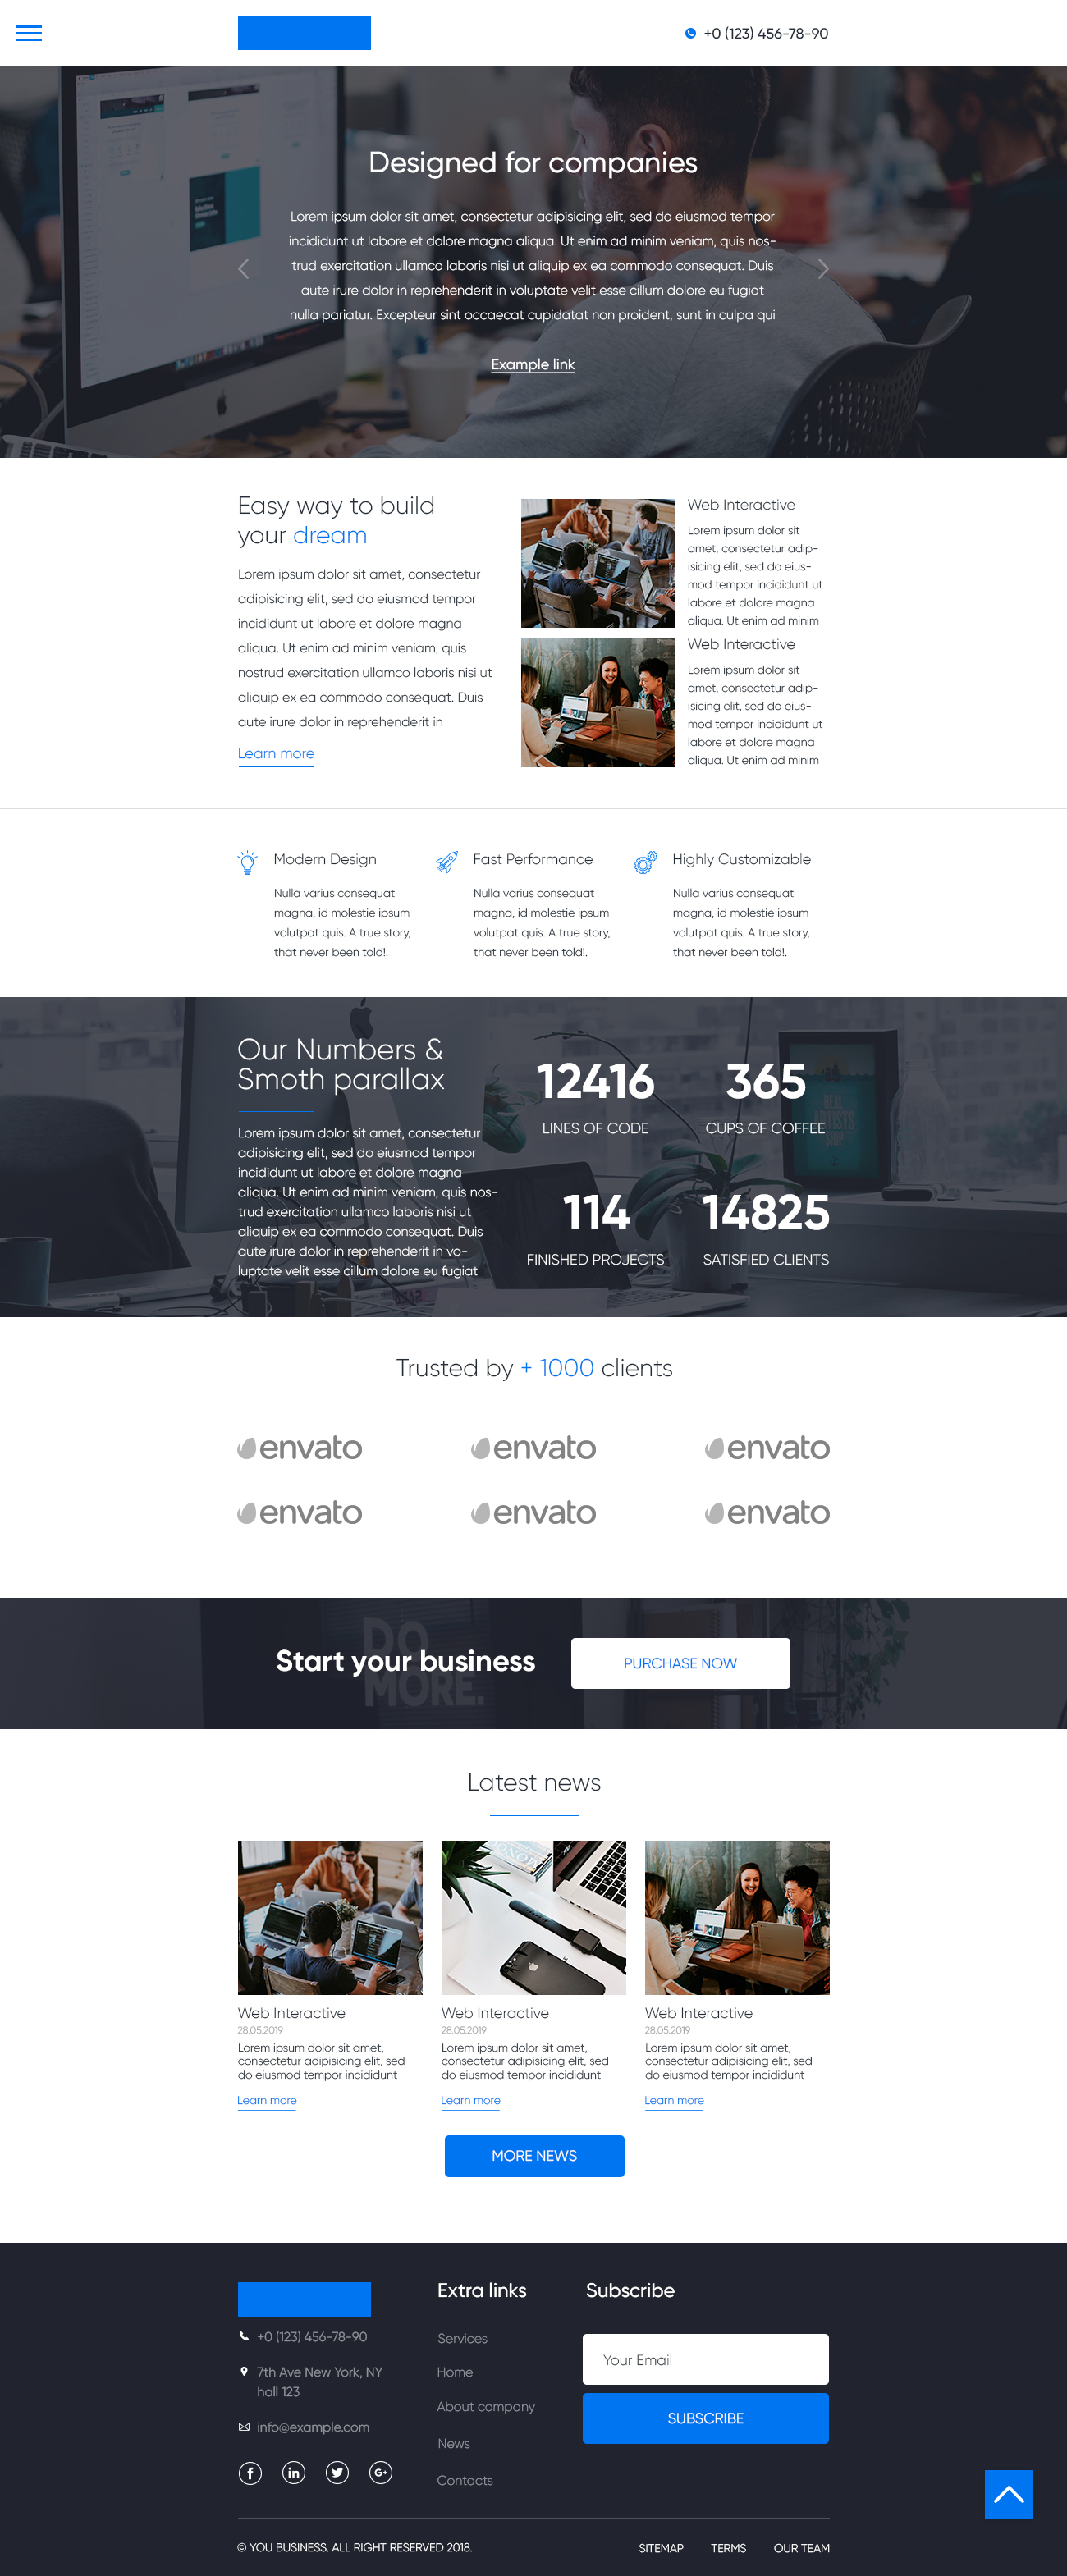 +0 (123) 456-78-90
Designed for companies
Lorem ipsum dolor sit amet, consectetur adipisicing elit, sed do eiusmod tempor
incididunt ut labore et dolore magna aliqua. Ut enim ad minim veniam, quis nos-
trud exercitation ullamco laboris nisi ut aliquip ex ea commodo consequat. Duis
aute irure dolor in reprehenderit in voluptate velit esse cillum dolore eu fugiat
nulla pariatur. Excepteur sint occaecat cupidatat non proident, sunt in culpa qui
Example link
Easy way to build
your dream
Lorem ipsum dolor sit amet, consectetur
adipisicing elit, sed do eiusmod tempor
incididunt ut labore et dolore magna
aliqua. Ut enim ad minim veniam, quis
nostrud exercitation ullamco laboris nisi ut
aliquip ex ea commodo consequat. Duis
aute irure dolor in reprehenderit in
Learn more
Web Interactive
Lorem ipsum dolor sit
amet, consectetur adip-
isicing elit, sed do eius-
mod tempor incididunt ut
labore et dolore magna
aliqua. Ut enim ad minim
Web Interactive
Lorem ipsum dolor sit
amet, consectetur adip-
isicing elit, sed do eius-
mod tempor incididunt ut
labore et dolore magna
aliqua. Ut enim ad minim
Modern Design
Nulla varius consequat
magna, id molestie ipsum
volutpat quis. A true story,
that never been told!.
Fast Performance
Nulla varius consequat
magna, id molestie ipsum
volutpat quis. A true story,
that never been told!.
Highly Customizable
Nulla varius consequat
magna, id molestie ipsum
volutpat quis. A true story,
that never been told!.
Our Numbers &
Smoth parallax
Lorem ipsum dolor sit amet, consectetur
adipisicing elit, sed do eiusmod tempor
incididunt ut labore et dolore magna
aliqua. Ut enim ad minim veniam, quis nos-
trud exercitation ullamco laboris nisi ut
aliquip ex ea commodo consequat. Duis
aute irure dolor in reprehenderit in vo-
luptate velit esse cillum dolore eu fugiat
12416
LINES OF CODE
365
CUPS OF COFFEE
114
FINISHED PROJECTS
14825
SATISFIED CLIENTS
REAL
ARTISTS
SHIP
Trusted by + 1000 clients
envato
envato
envato
envato
envato
envato
DO
MORE.
Start your business
PURCHASE NOW
Latest news
Web Interactive
28.05.2019
Lorem ipsum dolor sit amet,
consectetur adipisicing elit, sed
do eiusmod tempor incididunt
Learn more
Web Interactive
28.05.2019
Lorem ipsum dolor sit amet,
consectetur adipisicing elit, sed
do eiusmod tempor incididunt
Learn more
Web Interactive
28.05.2019
Lorem ipsum dolor sit amet,
consectetur adipisicing elit, sed
do eiusmod tempor incididunt
Learn more
MORE NEWS
+0 (123) 456-78-90
7th Ave New York, NY
hall 123
info@example.com
Extra links
Services
Home
About company
News
Contacts
Subscribe
Your Email
SUBSCRIBE
© YOU BUSINESS. ALL RIGHT RESERVED 2018.
SITEMAP
TERMS
OUR TEAM